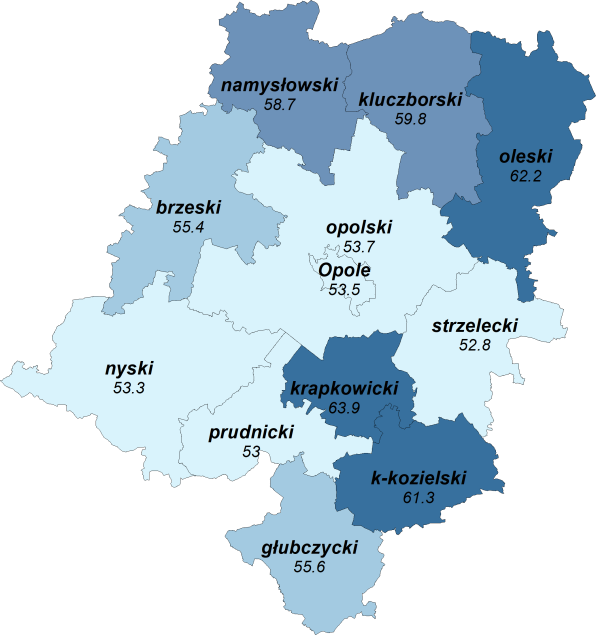 namysłowski
58.7
kluczborski
59.8
oleski
62.2
brzeski
55.4
opolski
53.7
Opole
53.5
strzelecki
52.8
nyski
53.3
krapkowicki
63.9
prudnicki
53
k-kozielski
61.3
głubczycki
55.6